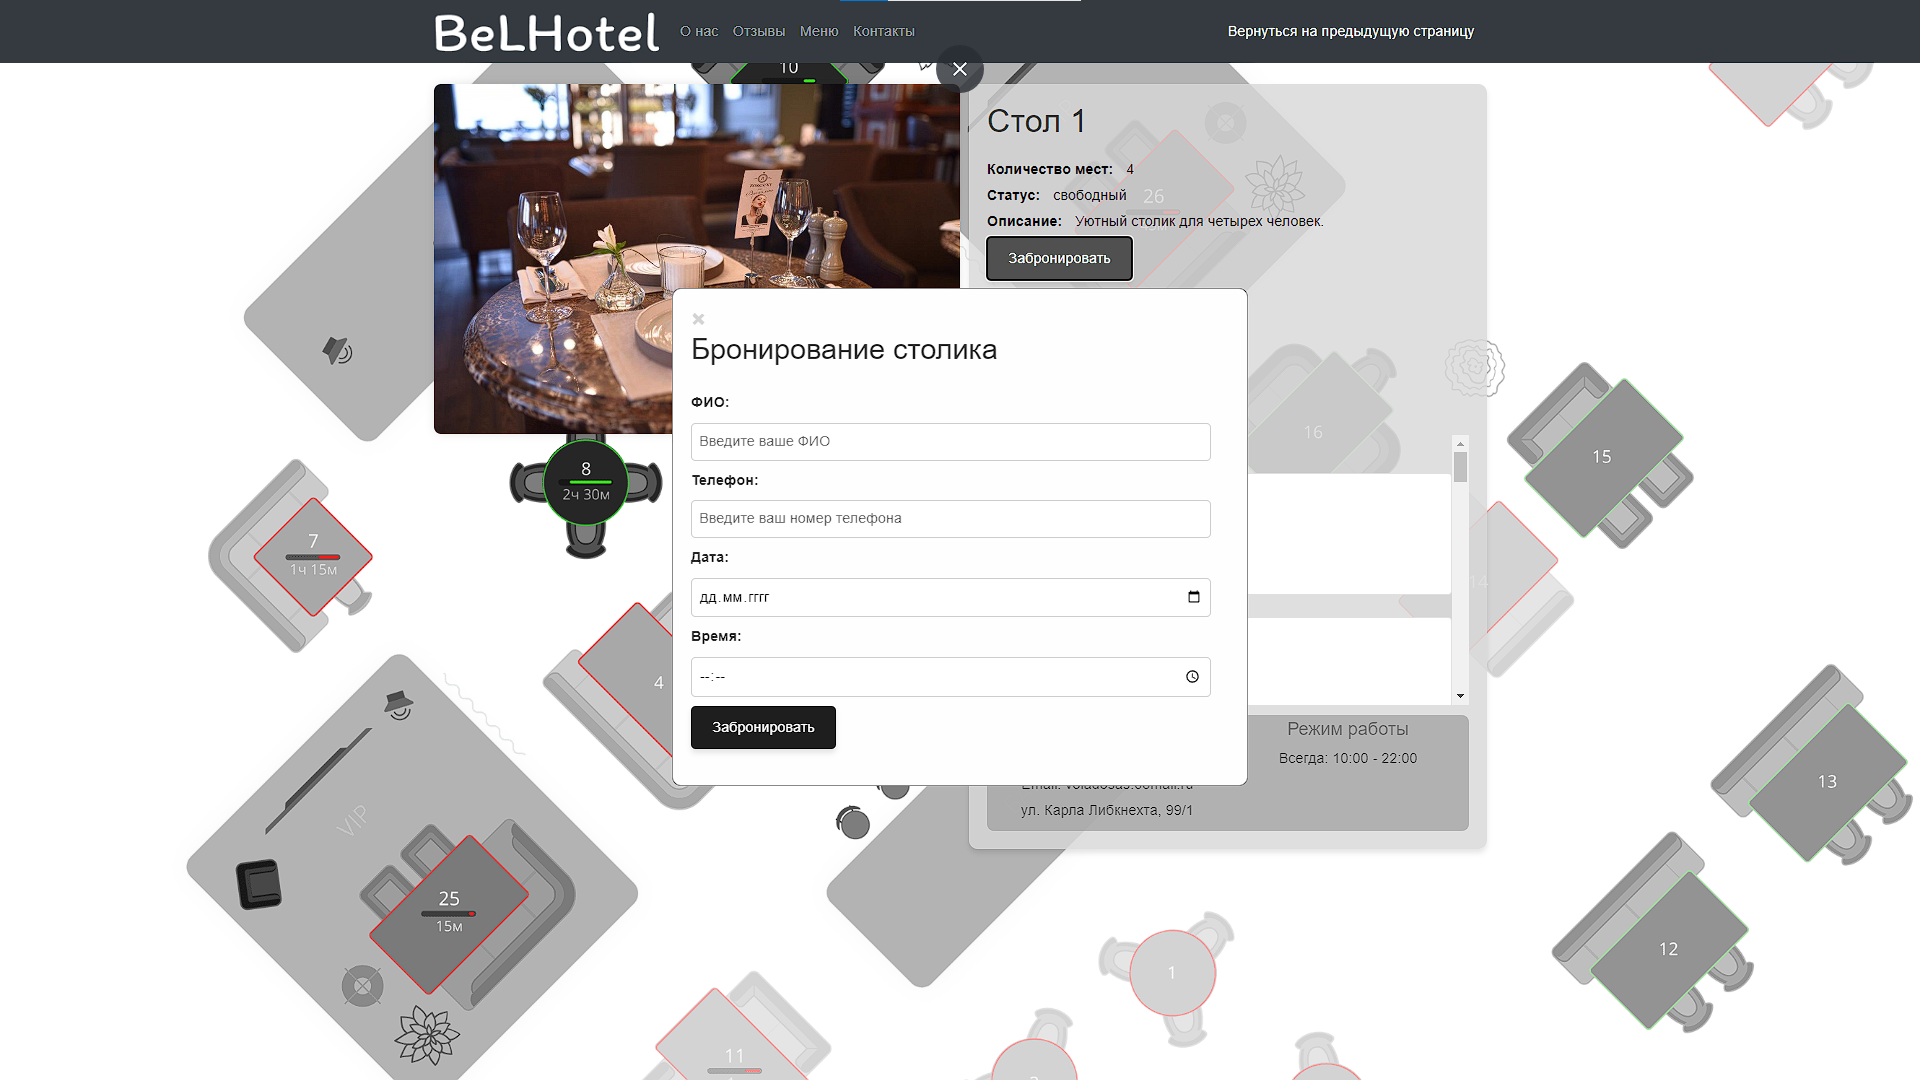 BeLHotel
О нас
Отзывы
Меню
Контакты
Вернуться на предыдущую страницу
10
Стол 1
Количество мест: 4
Статус: свободный
26
Описание: Уютный столик для четырех человек.
Забронировать
Бронирование столика
ФИО:
Введите ваше ФИО
Телефон:
Введите ваш номер телефона
Дата:
дд.мм.гггг
Время:
--:--
Забронировать
16
15
8
2ч 30м
7
1ч 15м
14
4
Режим работы
Всегда: 10:00 - 22:00
ул. Карла Либкнехта, 99/1
13
VIP
25
15м
12
1
11